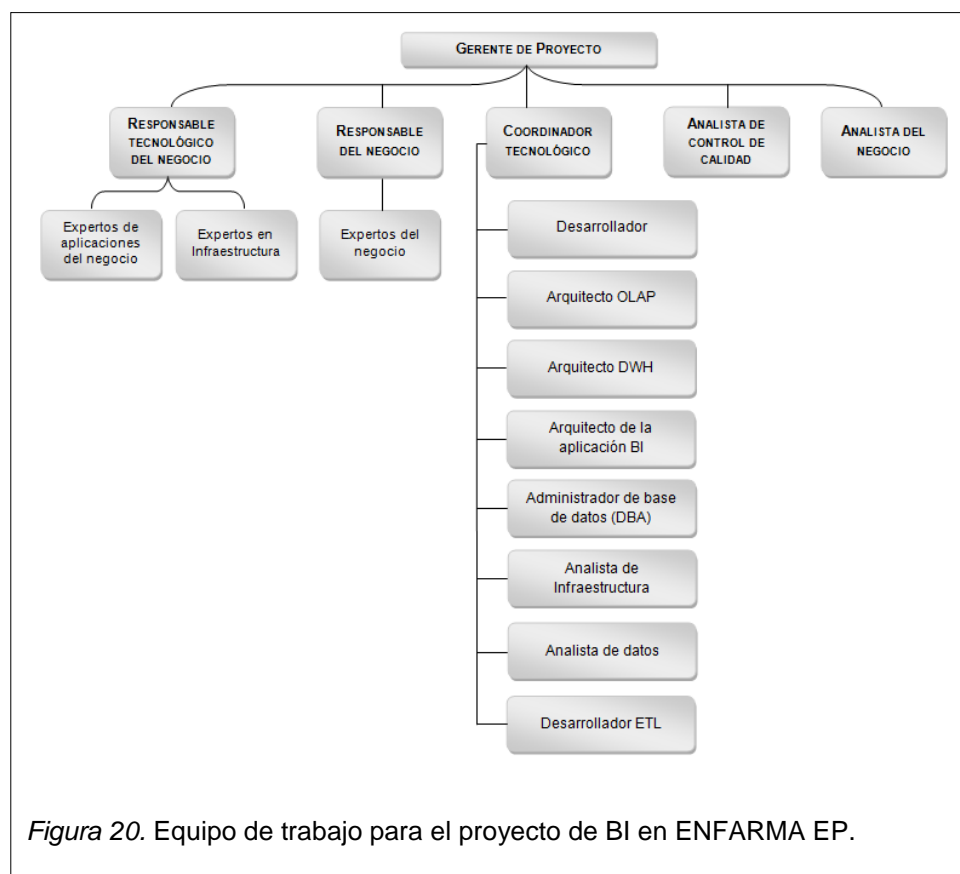 GERENTE DE PROYECTO
RESPONSABLE
TECNOLÓGICO
DEL NEGOCIO
RESPONSABLE
DEL NEGOCIO
COORDINADOR
TECNOLÓGICO
ANALISTA DE
CONTROL DE
CALIDAD
ANALISTA DEL
NEGOCIO
Expertos de
aplicaciones
del negocio
Expertos en
Infraestructura
Expertos del
negocio
Desarrollador
Arquitecto OLAP
Arquitecto DWH
Arquitecto de la
aplicación BI
Administrador de base
de datos (DBA)
Analista de
Infraestructura
Analista de datos
Desarrollador ETL
Figura 20. Equipo de trabajo para el proyecto de BI en ENFARMA EP.